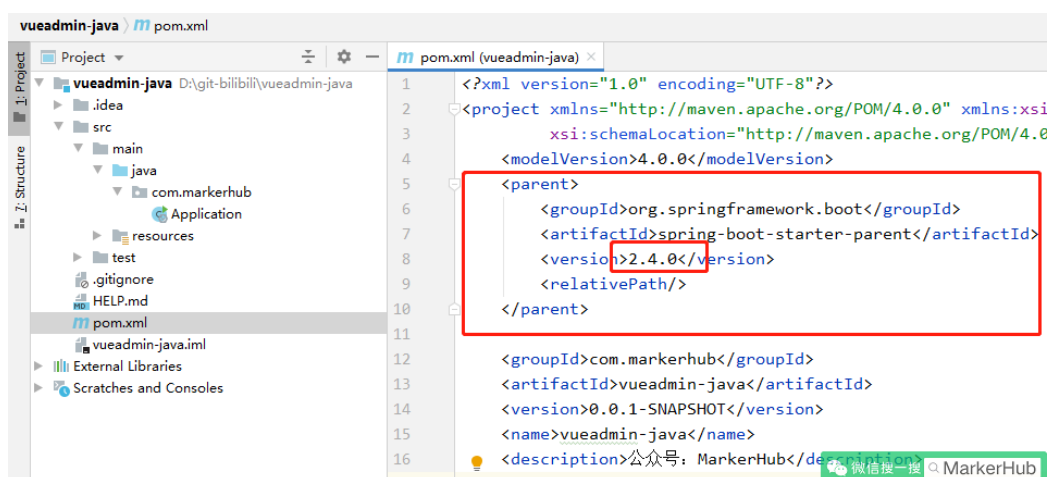 vueadmin-java pom.xml
Project
pom.xml (vueadmin-java)
1: Project
7: Structure
vueadmin-java D:\git-bilibili\vueadmin-java
.idea
src
main
java
com.markerhub
Application
resources
test
.gitignore
HELP.md
pom.xml
vueadmin-java.iml
External Libraries
Scratches and Consoles
1 <?xml version="1.0" encoding="UTF-8"?>
2 <project xmlns="http://maven.apache.org/POM/4.0.0" xmlns:xsi
3 xsi:schemaLocation="http://maven.apache.org/POM/4.0
4 <modelVersion>4.0.0</modelVersion>
5 <parent>
6 <groupId>org.springframework.boot</groupId>
7 <artifactId>spring-boot-starter-parent</artifactId>
8 <version>2.4.0</version>
9 <relativePath/>
10 </parent>
11
12 <groupId>com.markerhub</groupId>
13 <artifactId>vueadmin-java</artifactId>
14 <version>0.0.1-SNAPSHOT</version>
15 <name>vueadmin-java</name>
16 <description>公众号：MarkerHub</description>
微信搜一搜 MarkerHub